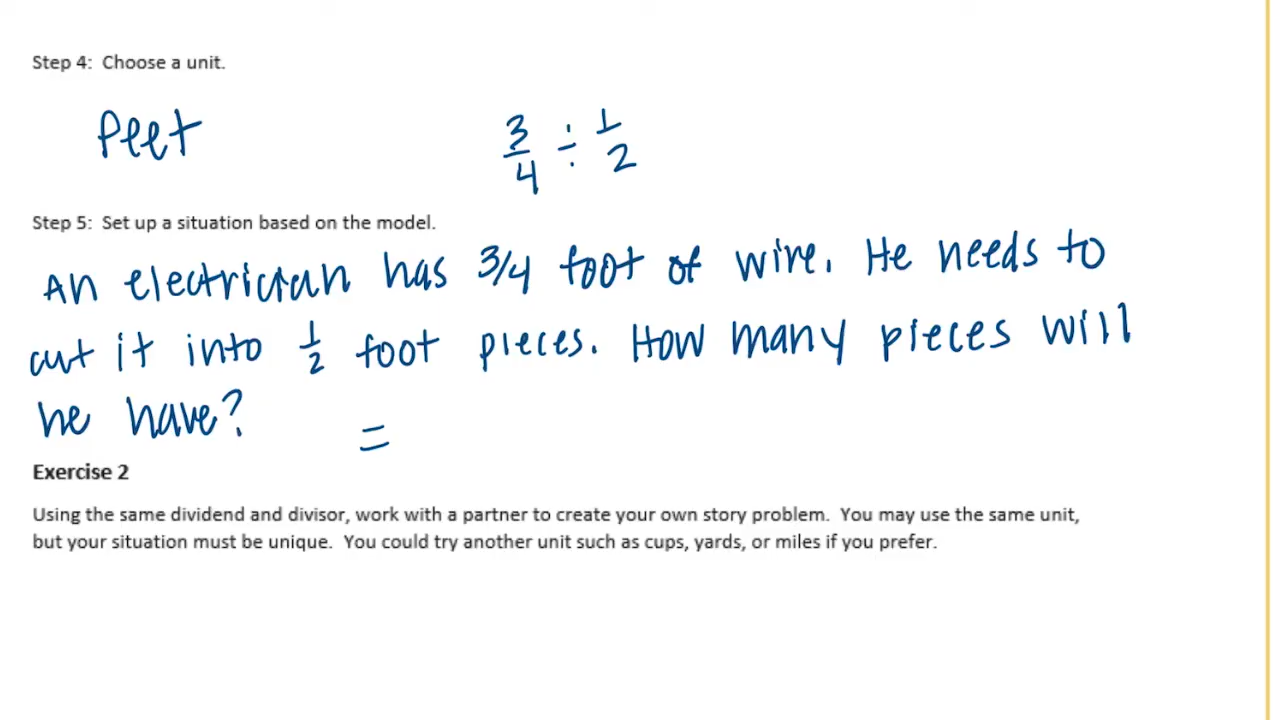 Step 4: Choose a unit.
feet
3/4 ÷ 1/2
Step 5: Set up a situation based on the model.
An electrician has 3/4 foot of wire. He needs to
cut it into 1/2 foot pieces. How many pieces will
he have? =
Exercise 2
Using the same dividend and divisor, work with a partner to create your own story problem. You may use the same unit,
but your situation must be unique. You could try another unit such as cups, yards, or miles if you prefer.